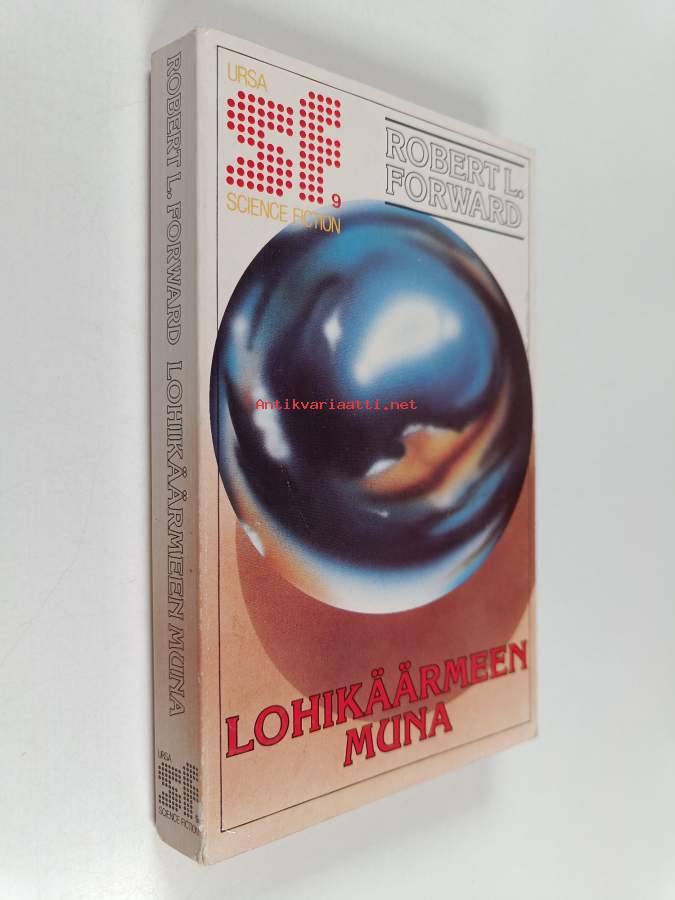 URSA
SF
9
SCIENCE FICTION
ROBERT L.
FORWARD
Antikvariaatti.net
LOHIKÄÄRMEEN
MUNA
ROBERT L. FORWARD LOHIKÄÄRMEEN MUNA
URSA
SF
9
SCIENCE FICTION